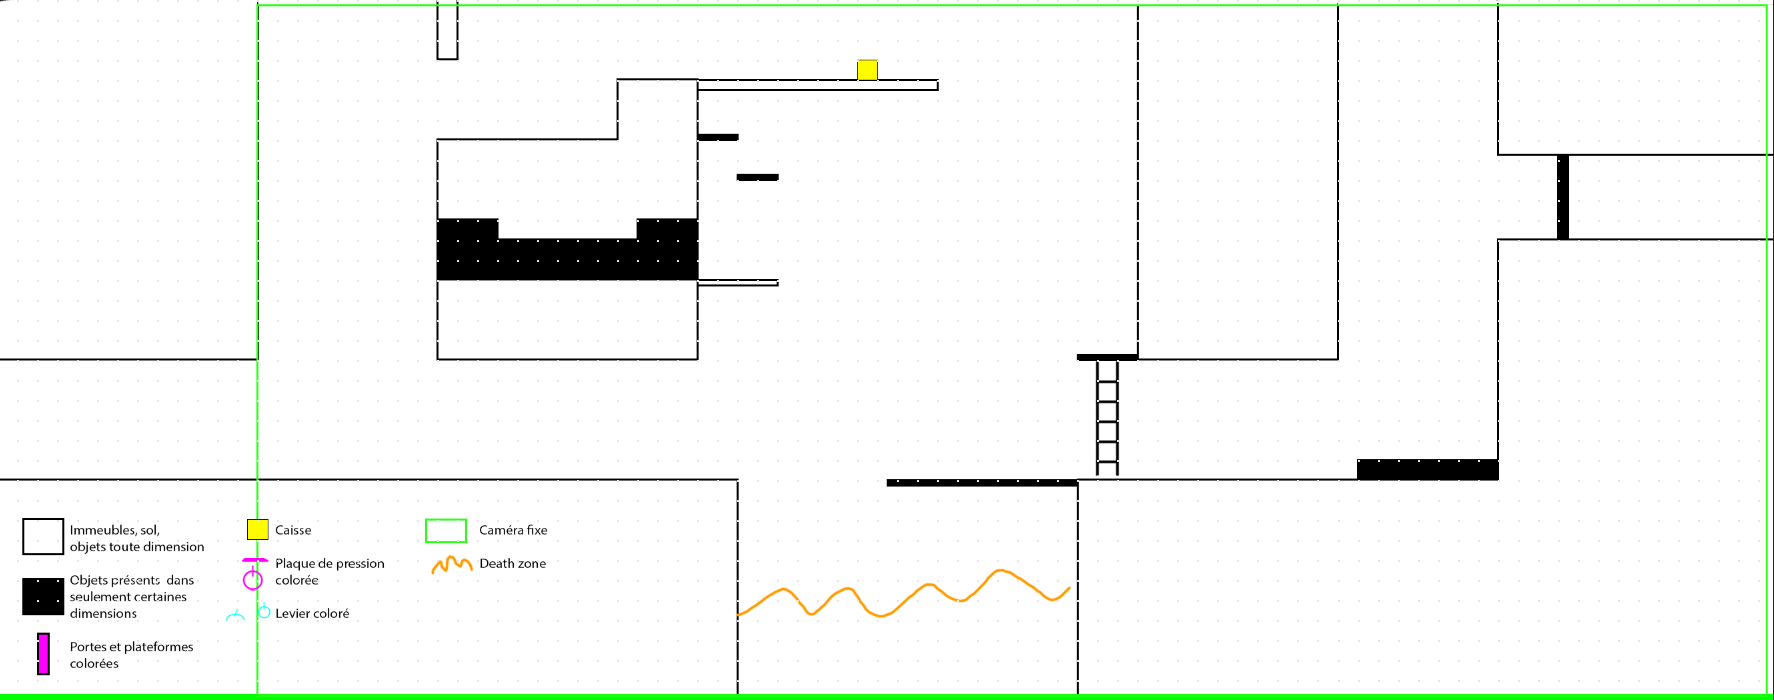 Immeubles, sol,
objets toute dimension
Objets présents dans
seulement certaines
dimensions
Portes et plateformes
colorées
Caisse
Plaque de pression
colorée
Levier coloré
Caméra fixe
Death zone